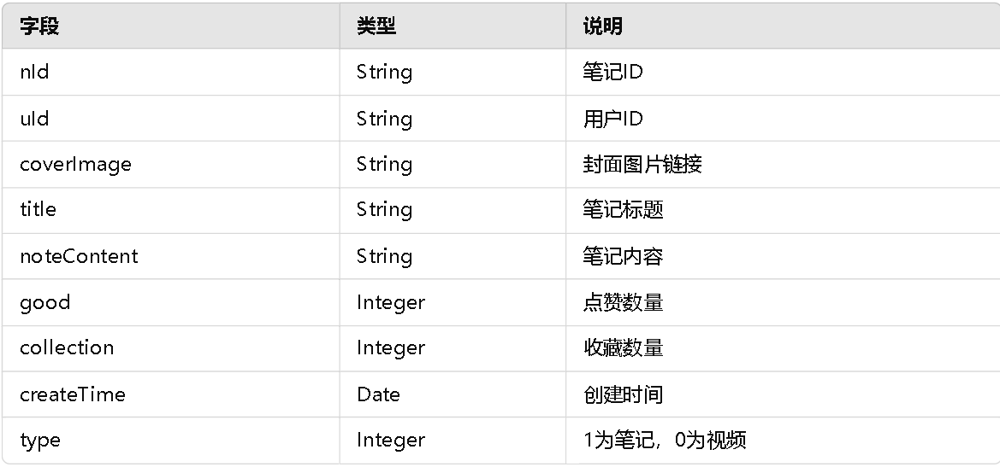 字段 类型 说明
nId String 笔记ID
uId String 用户ID
coverImage String 封面图片链接
title String 笔记标题
noteContent String 笔记内容
good Integer 点赞数量
collection Integer 收藏数量
createTime Date 创建时间
type Integer 1为笔记，0为视频